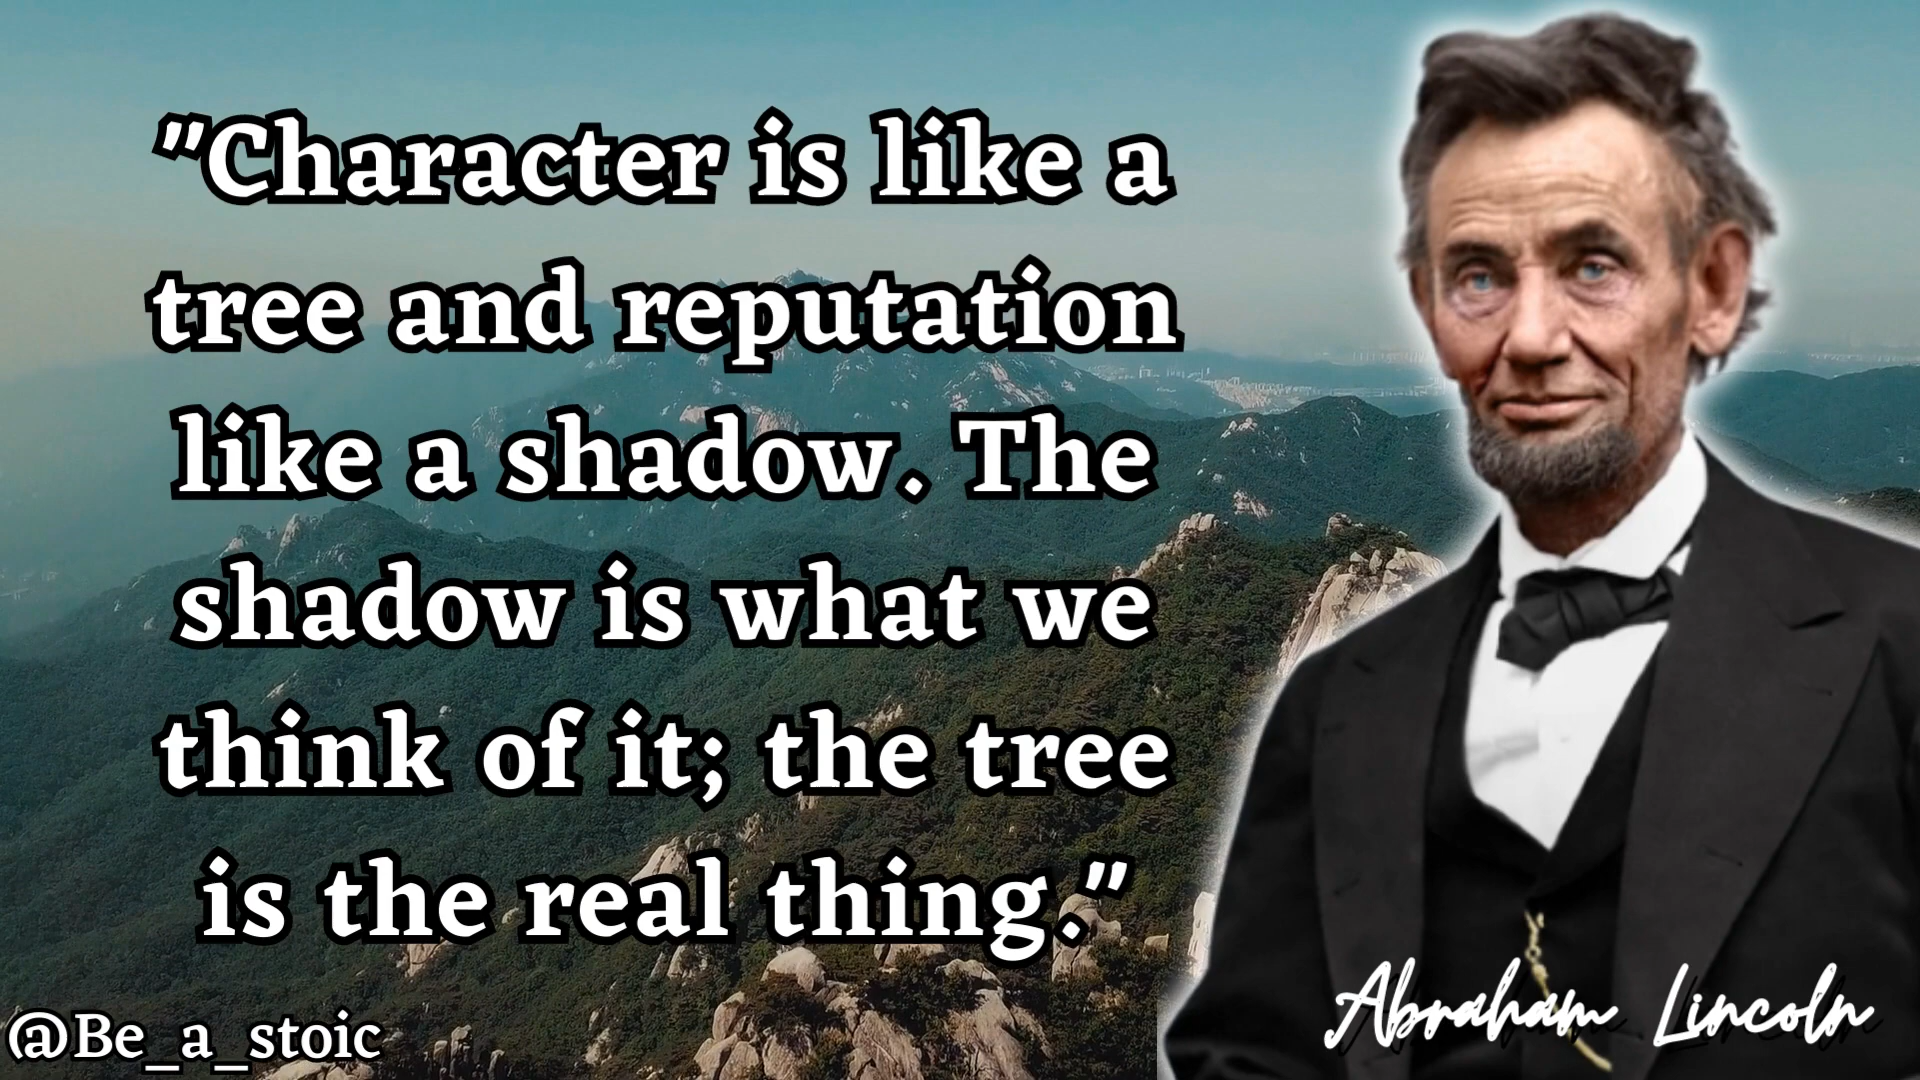 "Character is like a
tree and reputation
like a shadow. The
shadow is what we
think of it; the tree
is the real thing."
Abraham Lincoln
@Be_a_stoic